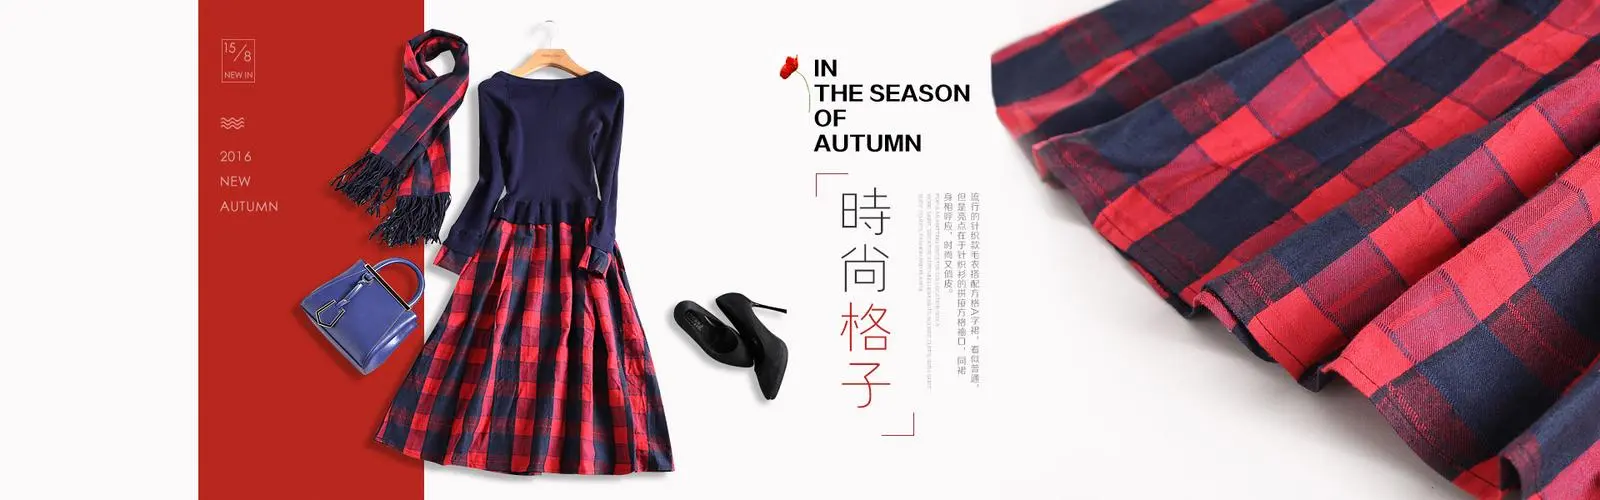 15/8
NEW IN
2016
NEW
AUTUMN
IN
THE SEASON
OF
AUTUMN
時尚格子
流行的针织款毛衣搭配方格A字裙，看似普通，
但是亮点在于针织衫的拼接方格袖口，同裙
身相呼应，时尚又俏皮。